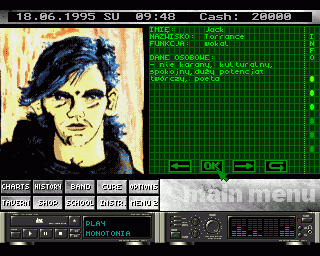 18.06.1995 SU 09:48 Cash: 20000
IMIĘ: Jack
NAZWISKO: Torrance
FUNKCJA: wokal
DANE OSOBOWE:
- nie karany, kulturalny,
spokojny,duży potencjał
twórczy, poeta
I
N
F
O
OK
CHARTS HISTORY BAND CURE OPTIONS
TAVERN SHOP SCHOOL INSTR. MENU 2
main menu
PLAY
MONOTONIA